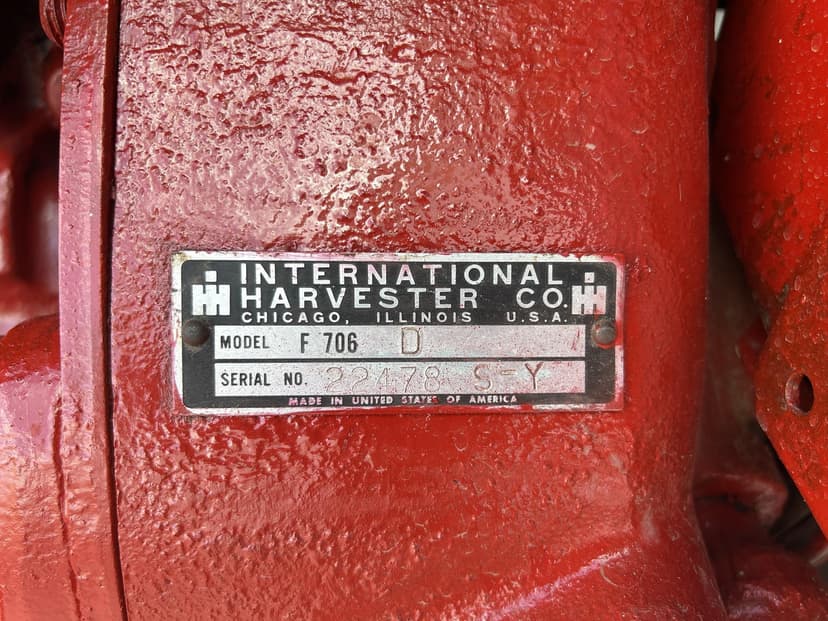 INTERNATIONAL
HARVESTER CO.
CHICAGO, ILLINOIS U.S.A.
MODEL F 706 D
SERIAL NO. 22478 S-Y
MADE IN UNITED STATES OF AMERICA